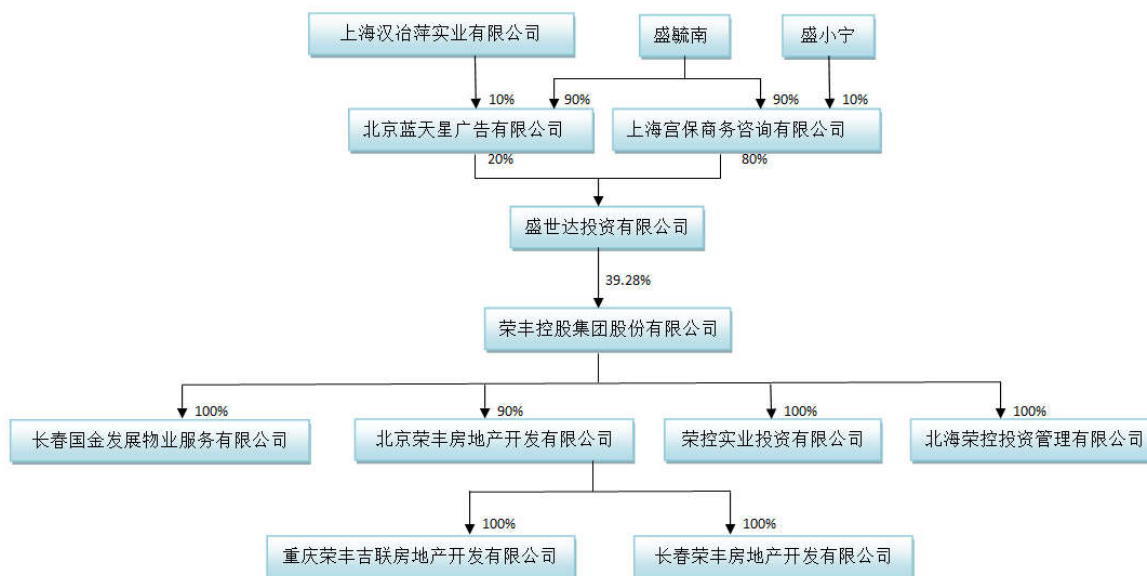 上海汉冶萍实业有限公司
盛毓南
盛小宁
10%
90%
90%
10%
北京蓝天星广告有限公司
上海宫保商务咨询有限公司
20%
80%
盛世达投资有限公司
39.28%
荣丰控股集团股份有限公司
100%
90%
100%
100%
长春国金发展物业服务有限公司
北京荣丰房地产开发有限公司
荣控实业投资有限公司
北海荣控投资管理有限公司
100%
100%
重庆荣丰吉联房地产开发有限公司
长春荣丰房地产开发有限公司